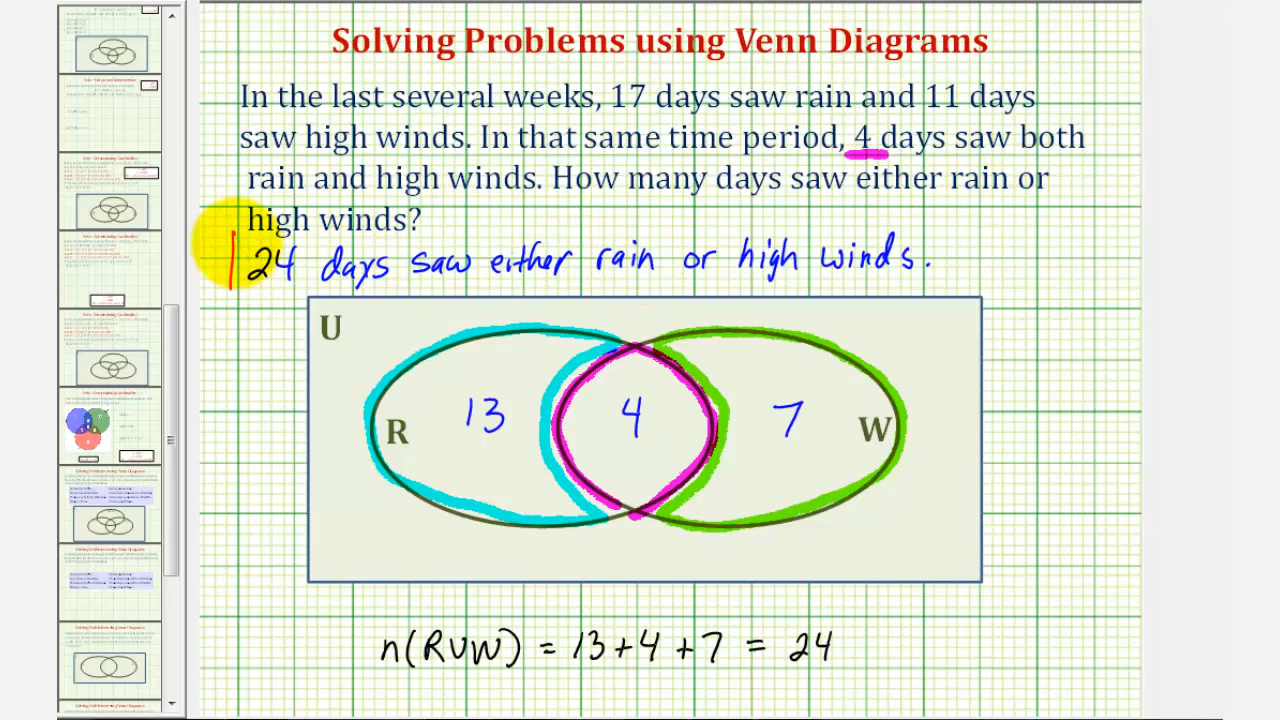 Solving Problems using Venn Diagrams
In the last several weeks, 17 days saw rain and 11 days
saw high winds. In that same time period, 4 days saw both
rain and high winds. How many days saw either rain or
high winds?
24 days saw either rain or high winds.
U
R 13 4 7 W
n(R∪W) = 13 + 4 + 7 = 24